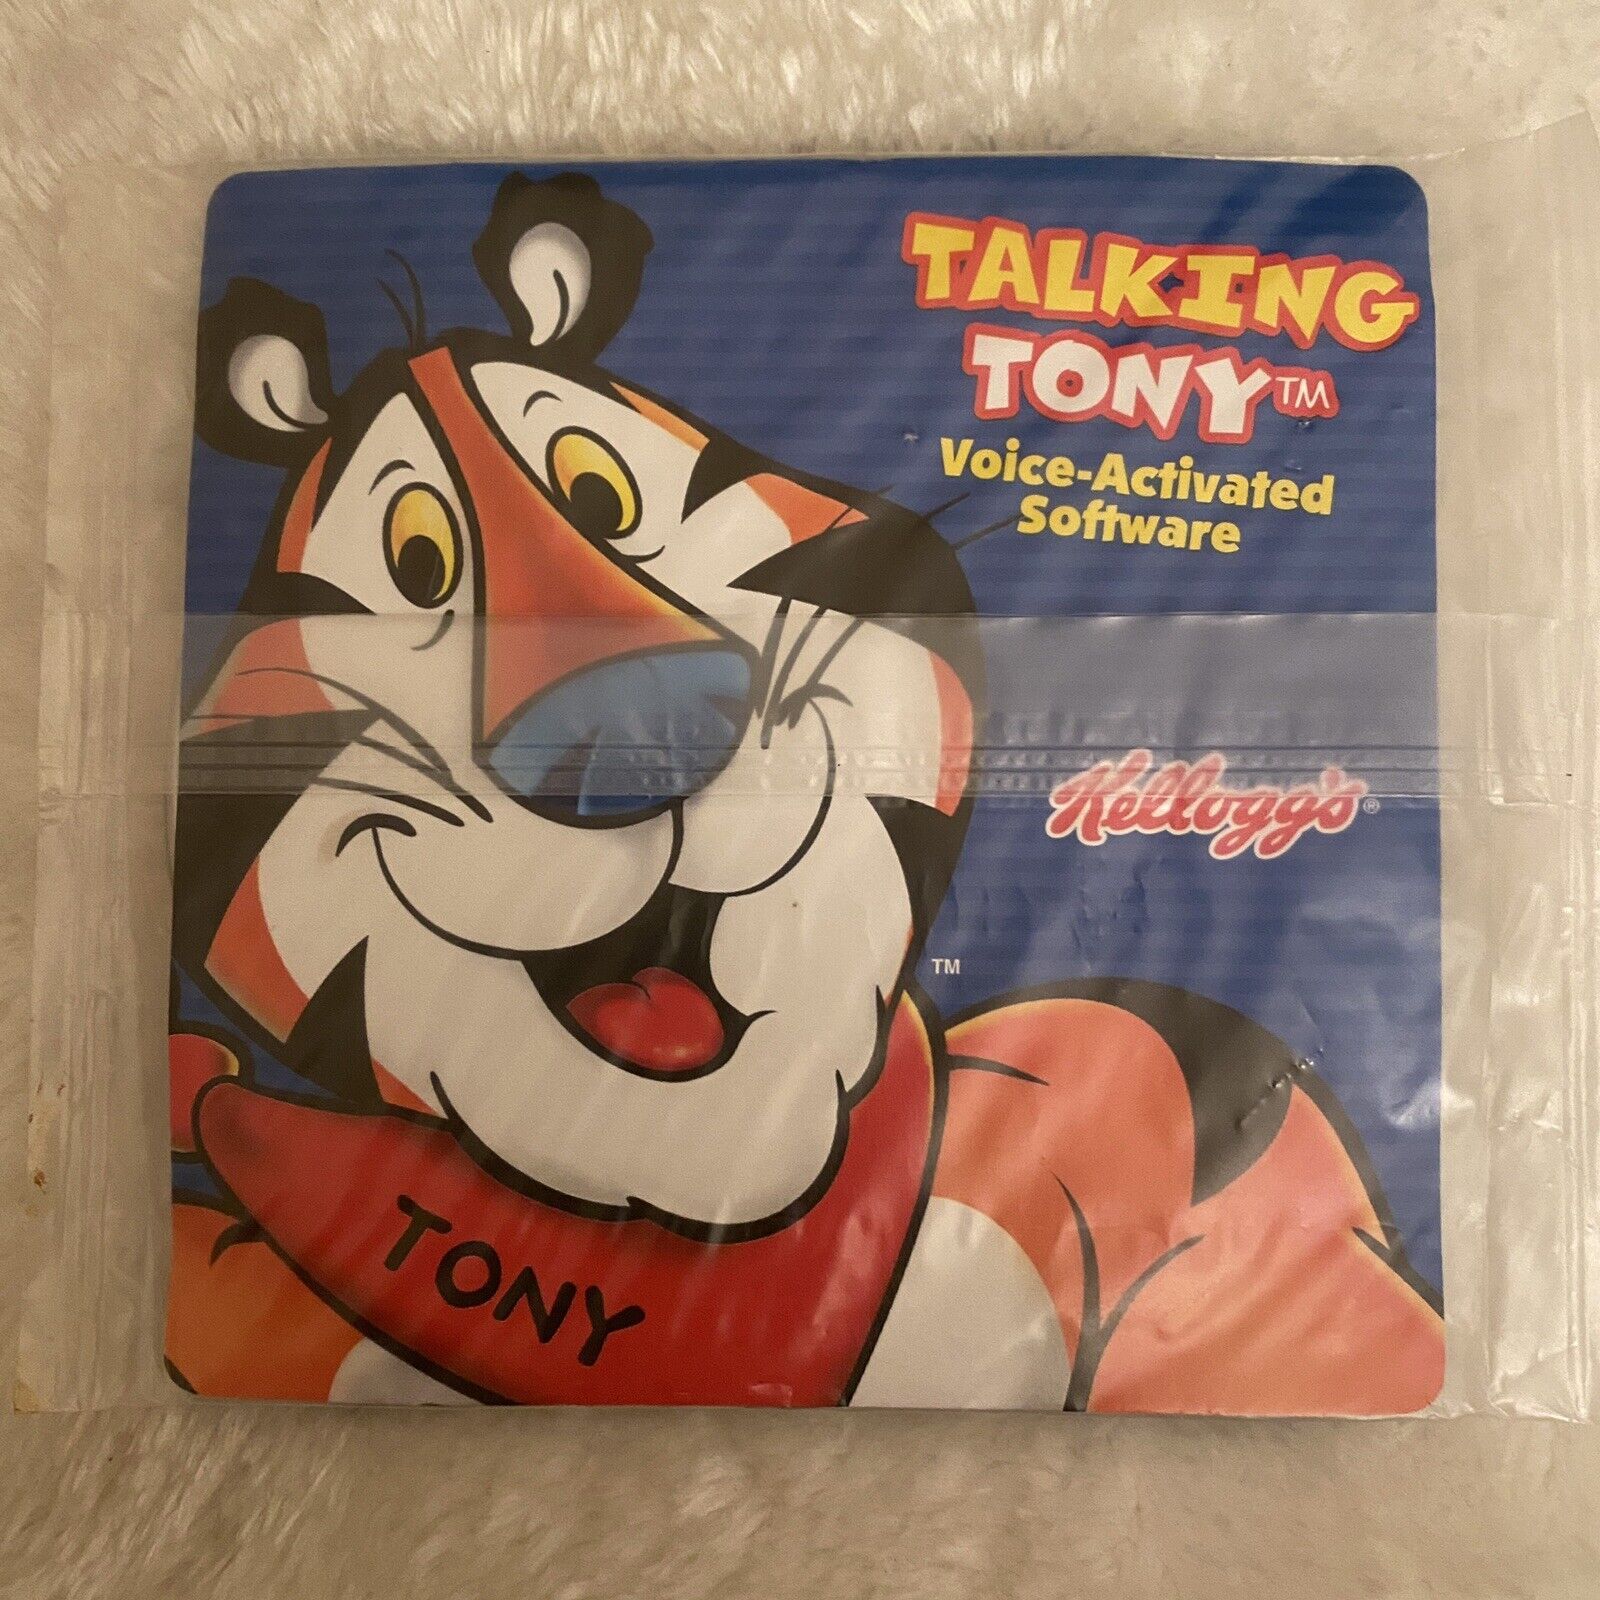 TALKING
TONY™
Voice-Activated
Software
Kellogg's®
™
TONY